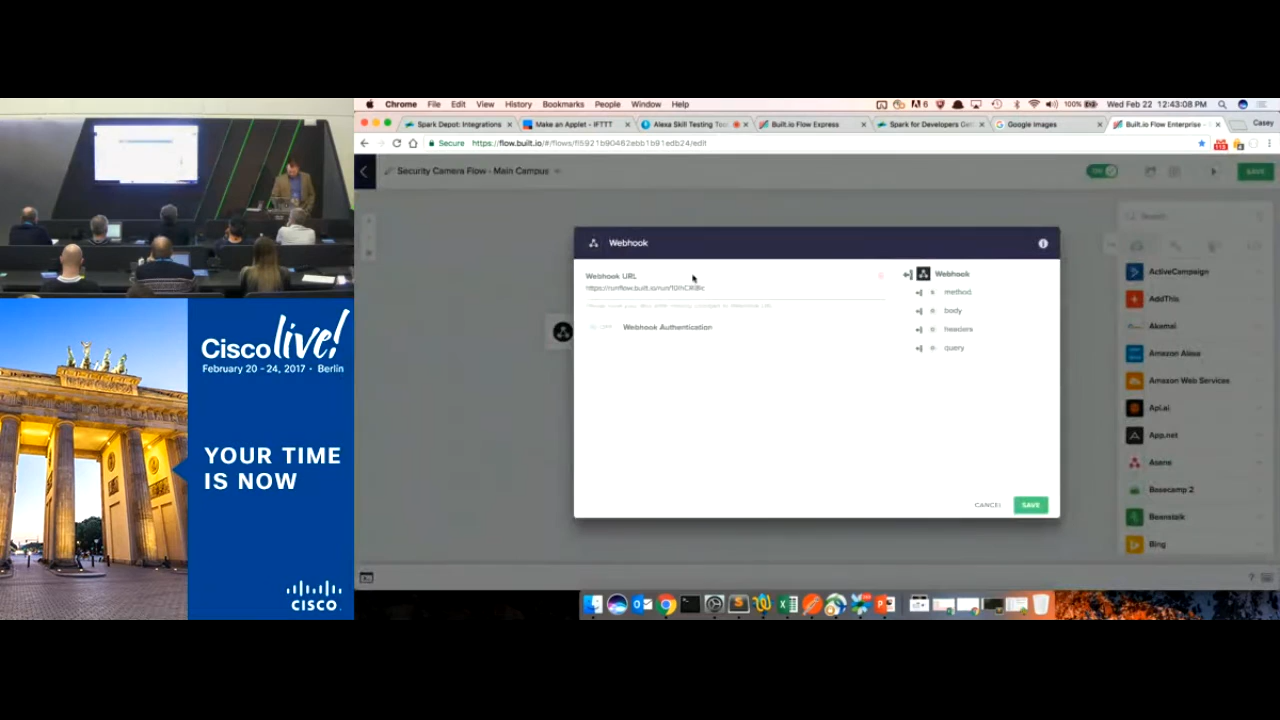 Chrome File Edit View History Bookmarks People Window Help
100% Wed Feb 22 12:43:08 PM
Spark Depot: Integrations
Make an Applet - IFTTT
Alexa Skill Testing Too
Built.io Flow Express
Spark for Developers Get
Google Images
Built.io Flow Enterprise -
Casey
Secure
Security Camera Flow - Main Campus
SAVE
Search
Webhook
Webhook URL
Webhook Authentication
Webhook
method
body
headers
query
CANCEL
SAVE
ActiveCampaign
AddThis
Akamai
Amazon Alexa
Amazon Web Services
Api.ai
App.net
Asana
Basecamp 2
Beanstalk
Bing
Cisco live!
February 20 - 24, 2017 • Berlin
YOUR TIME
IS NOW
CISCO